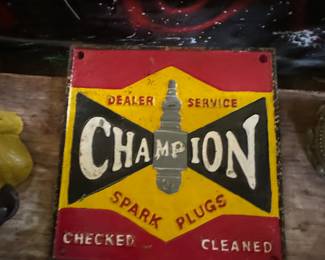 DEALER SERVICE
CHAMPION
SPARK PLUGS
CHECKED CLEANED